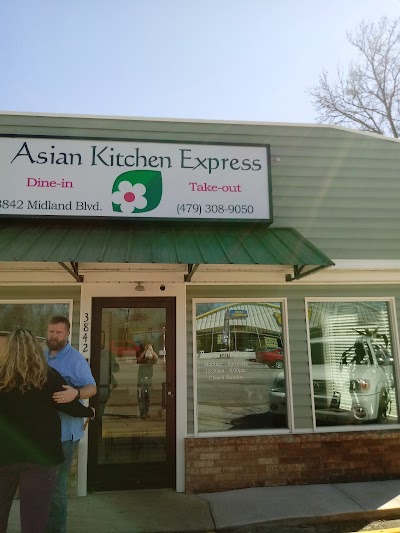 Asian Kitchen Express
Dine-in
Take-out
3842 Midland Blvd.
(479) 308-9050
3842